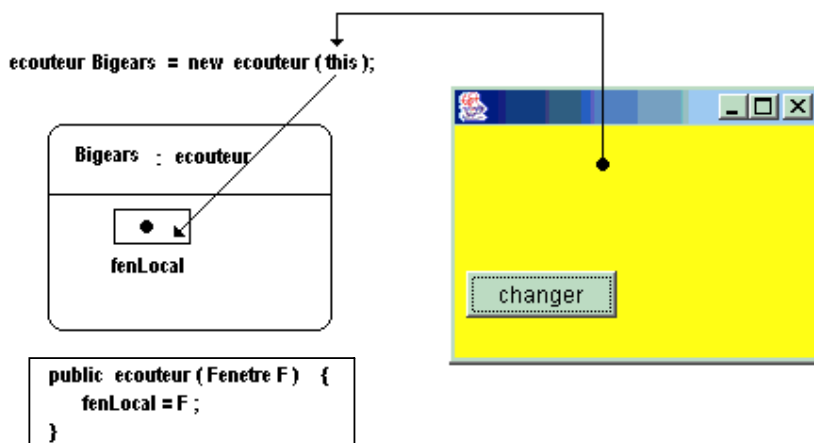 ecouteur Bigears = new ecouteur ( this );
Bigears : ecouteur
fenLocal
changer
public ecouteur ( Fenetre F ) {
fenLocal = F ;
}